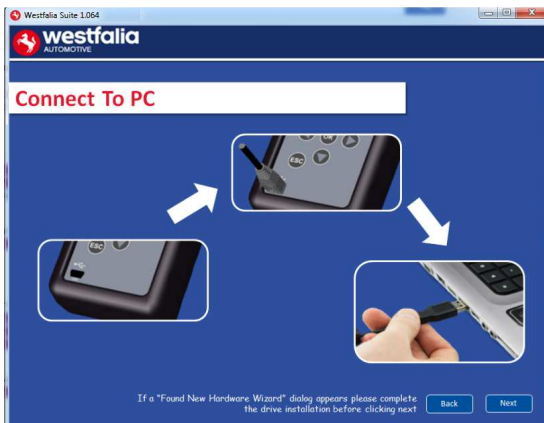 Westfalia Suite 1.064
westfalia
AUTOMOTIVE
Connect To PC
OK
ESC
ESC
If a "Found New Hardware Wizard" dialog appears please complete
the drive installation before clicking next
Back
Next